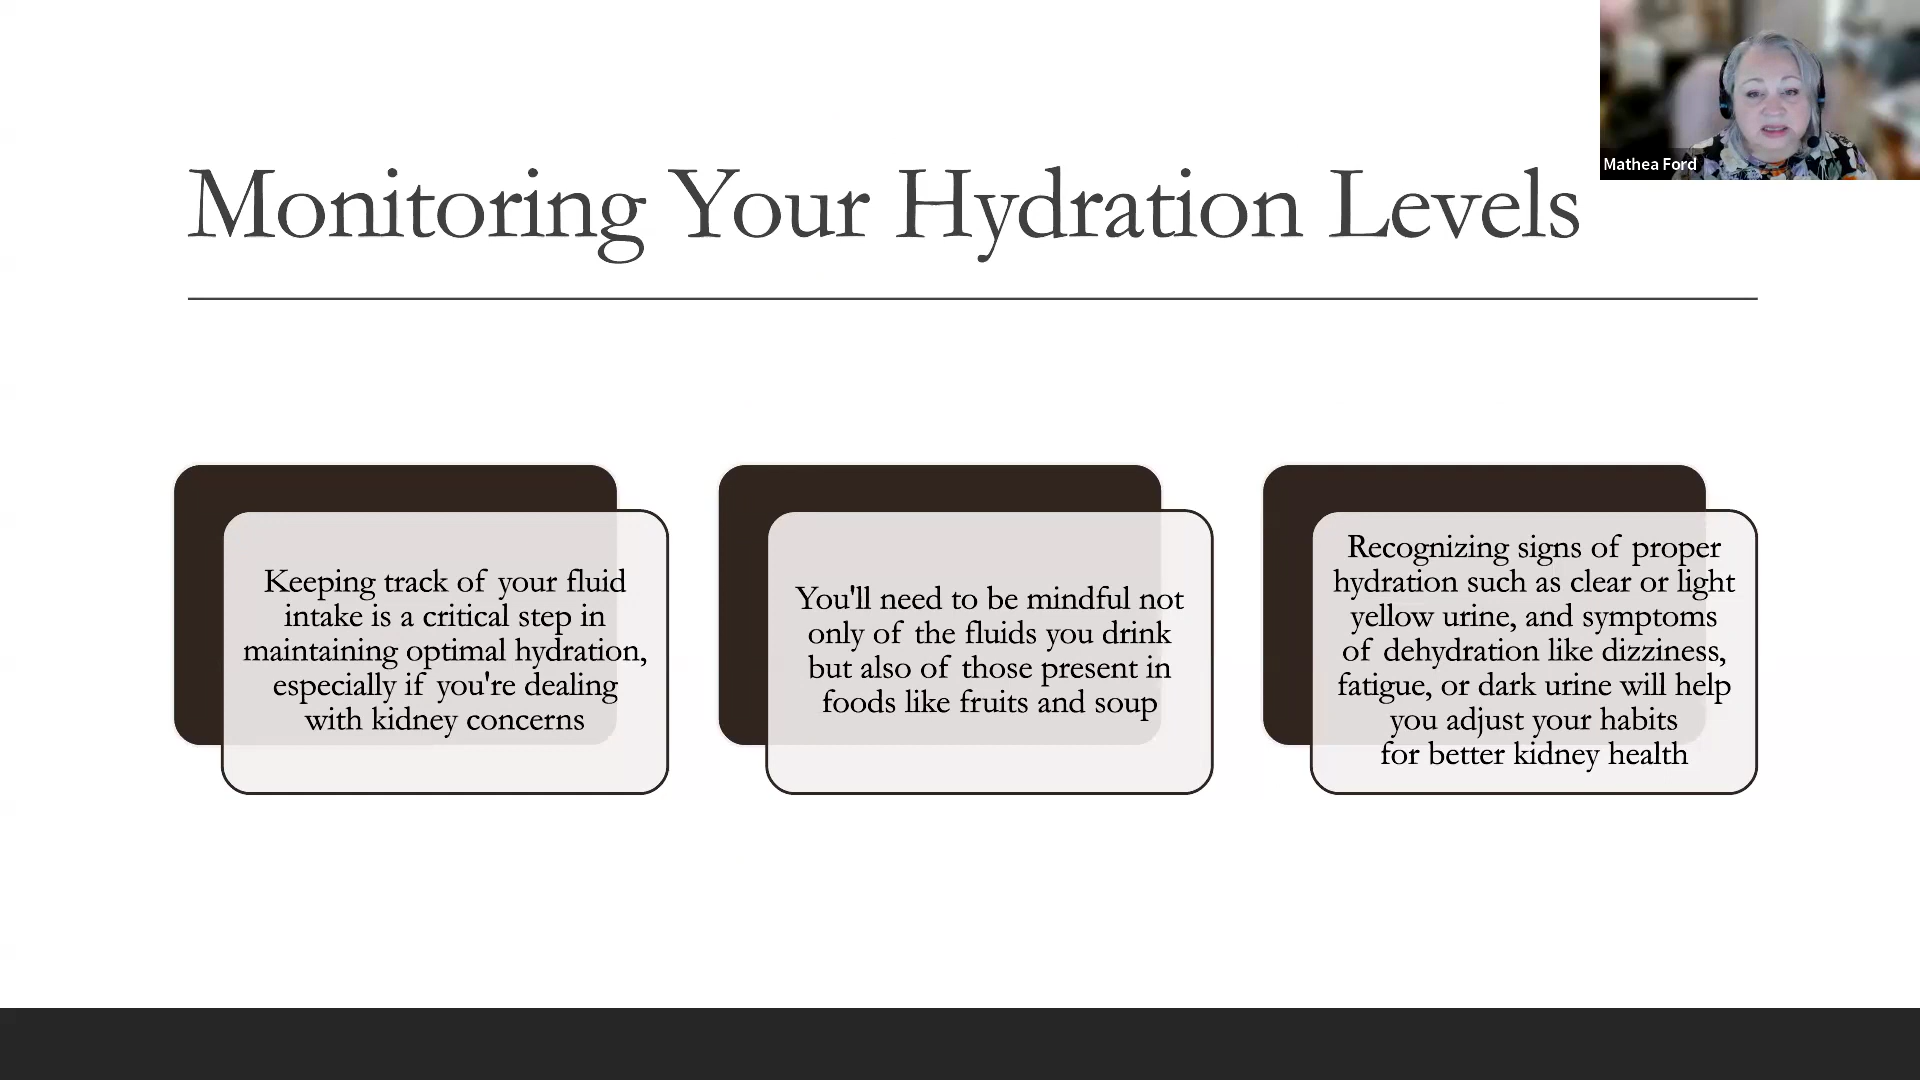 Mathea Ford
Monitoring Your Hydration Levels
Keeping track of your fluid
intake is a critical step in
maintaining optimal hydration,
especially if you're dealing
with kidney concerns
You'll need to be mindful not
only of the fluids you drink
but also of those present in
foods like fruits and soup
Recognizing signs of proper
hydration such as clear or light
yellow urine, and symptoms
of dehydration like dizziness,
fatigue, or dark urine will help
you adjust your habits
for better kidney health